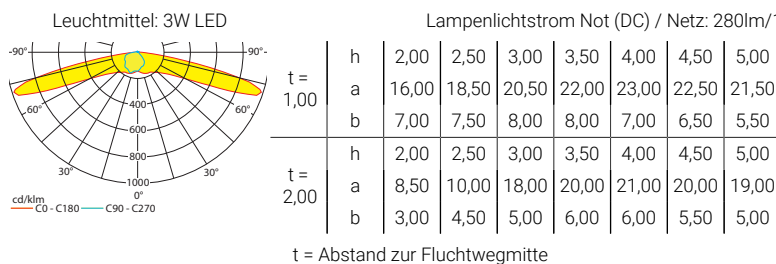 Leuchtmittel: 3W LED
Lampenlichtstrom Not (DC) / Netz: 280lm/
-90° 90°-
60° 60°
400
600
800
30° 30°
1000
0°
cd/klm
C0 - C180 C90 - C270
t = 1,00
h 2,00 2,50 3,00 3,50 4,00 4,50 5,00
a 16,00 18,50 20,50 22,00 23,00 22,50 21,50
b 7,00 7,50 8,00 8,00 7,00 6,50 5,50
t = 2,00
h 2,00 2,50 3,00 3,50 4,00 4,50 5,00
a 8,50 10,00 18,00 20,00 21,00 20,00 19,00
b 3,00 4,50 5,00 6,00 6,00 5,50 5,00
t = Abstand zur Fluchtwegmitte